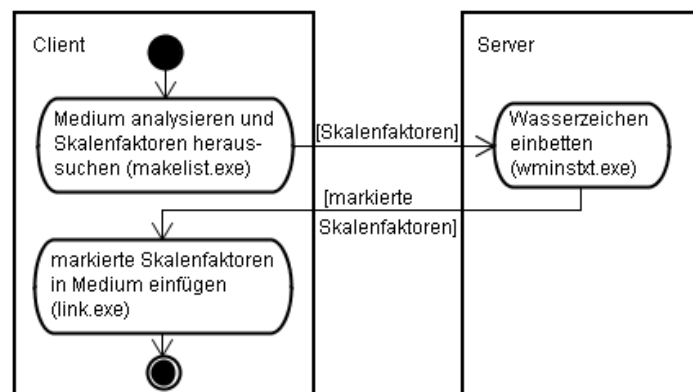 Client
Server
Medium analysieren und
Skalenfaktoren heraus-
suchen (makelist.exe)
[Skalenfaktoren]
Wasserzeichen
einbetten
(wminstxt.exe)
[markierte
Skalenfaktoren]
markierte Skalenfaktoren
in Medium einfügen
(link.exe)